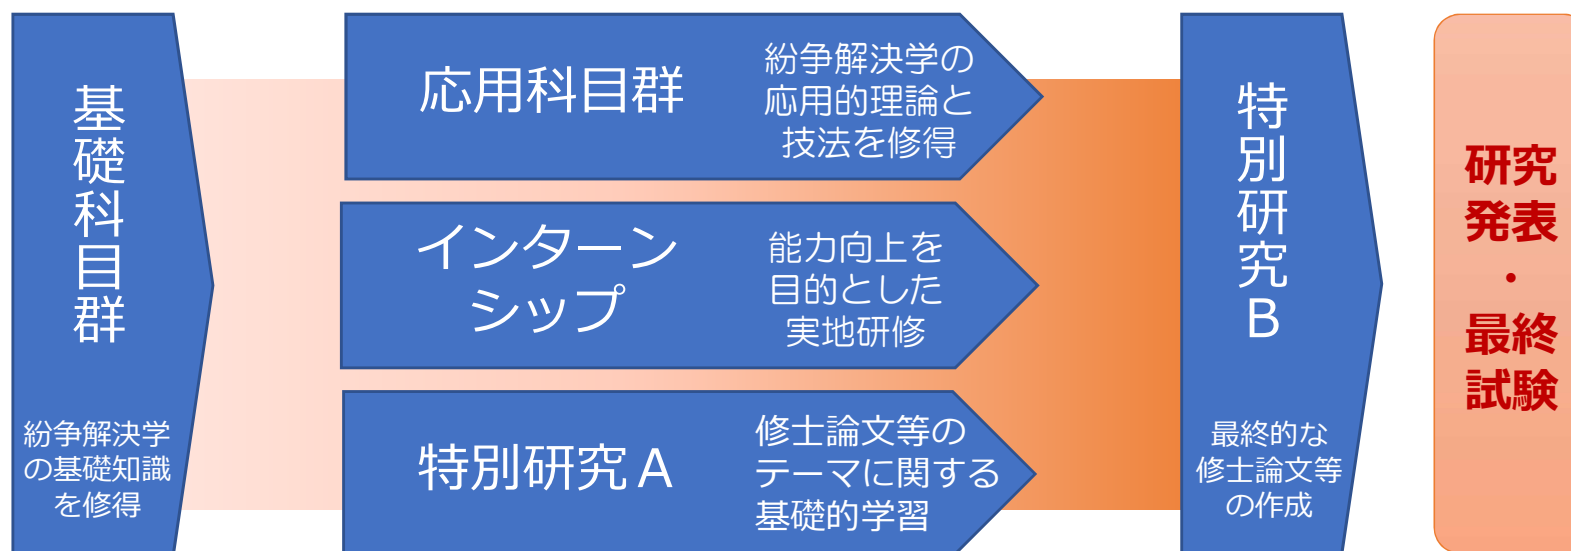 基礎科目群
紛争解決学
の基礎知識
を修得
応用科目群
紛争解決学の
応用的理論と
技法を修得
インターン
シップ
能力向上を
目的とした
実地研修
特別研究A
修士論文等の
テーマに関する
基礎的学習
特別研究B
最終的な
修士論文等
の作成
研究
発表
・
最終
試験